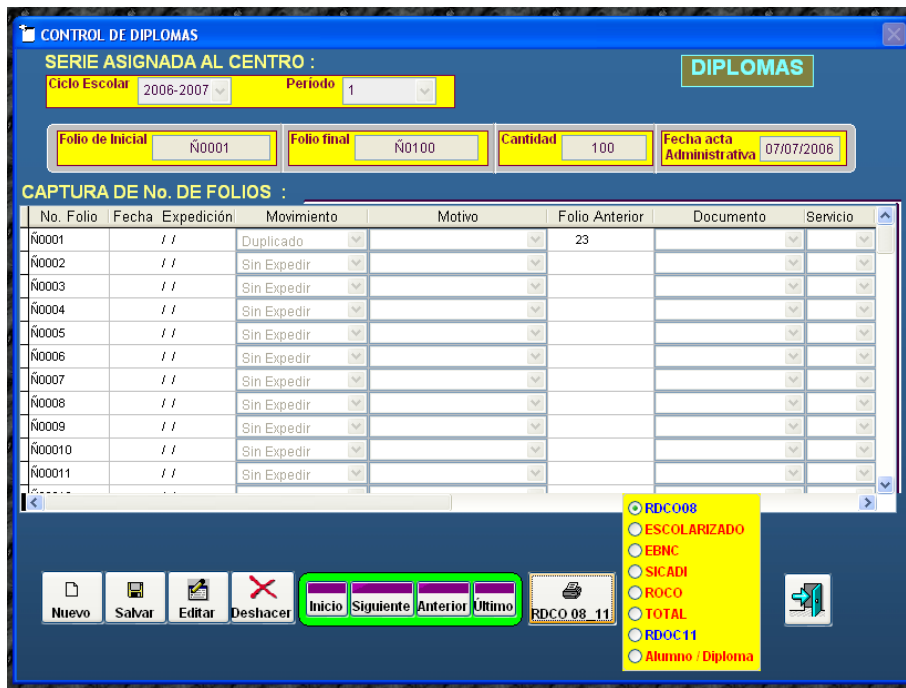 CONTROL DE DIPLOMAS
SERIE ASIGNADA AL CENTRO :
DIPLOMAS
Ciclo Escolar 2006-2007 Período 1
Folio de Inicial Ñ0001 Folio final Ñ0100 Cantidad 100 Fecha acta
Administrativa 07/07/2006
CAPTURA DE No. DE FOLIOS :
No. Folio Fecha Expedición Movimiento Motivo Folio Anterior Documento Servicio
Ñ0001 / / Duplicado 23
Ñ0002 / / Sin Expedir
Ñ0003 / / Sin Expedir
Ñ0004 / / Sin Expedir
Ñ0005 / / Sin Expedir
Ñ0006 / / Sin Expedir
Ñ0007 / / Sin Expedir
Ñ0008 / / Sin Expedir
Ñ0009 / / Sin Expedir
Ñ00010 / / Sin Expedir
Ñ00011 / / Sin Expedir
RDCO08
ESCOLARIZADO
EBNC
SICADI
ROCO
TOTAL
RDOC11
Alumno / Diploma
Nuevo Salvar Editar Deshacer Inicio Siguiente Anterior Último RDCO 08_11